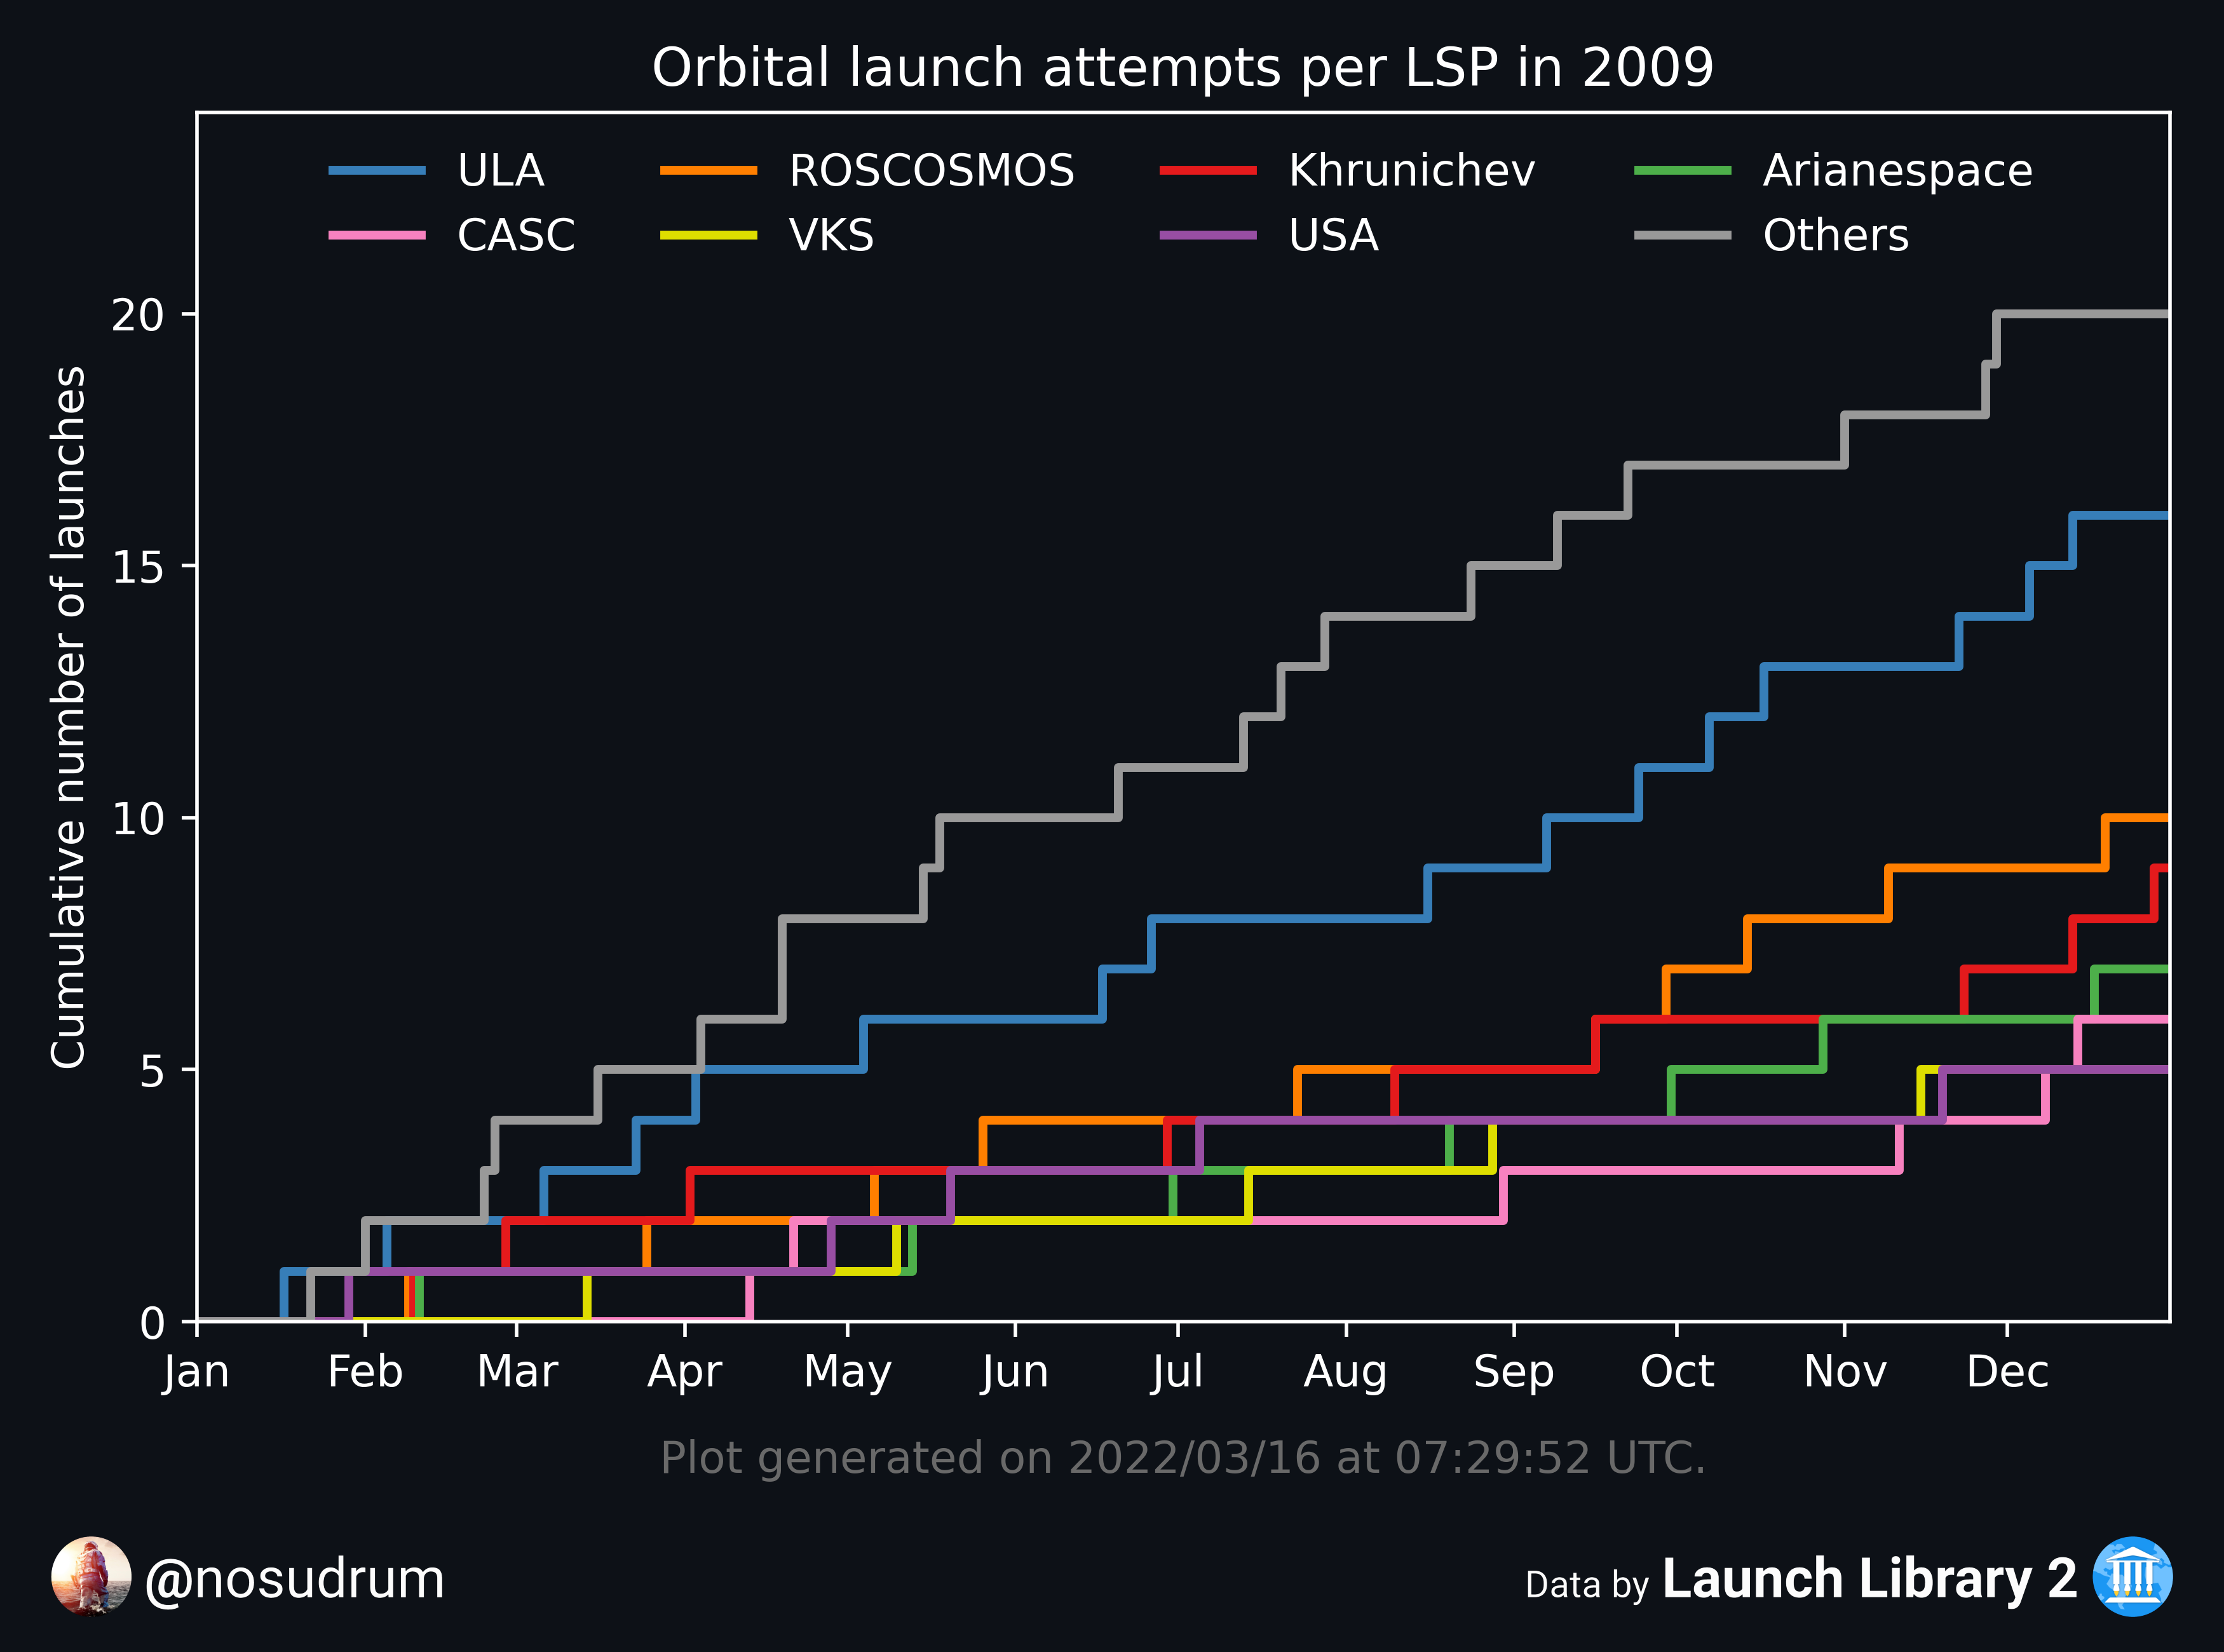 Orbital launch attempts per LSP in 2009
ULA ROSCOSMOS Khrunichev Arianespace
CASC VKS USA Others
Cumulative number of launches
20
15
10
5
0
Jan Feb Mar Apr May Jun Jul Aug Sep Oct Nov Dec
Plot generated on 2022/03/16 at 07:29:52 UTC.
@nosudrum
Data by Launch Library 2